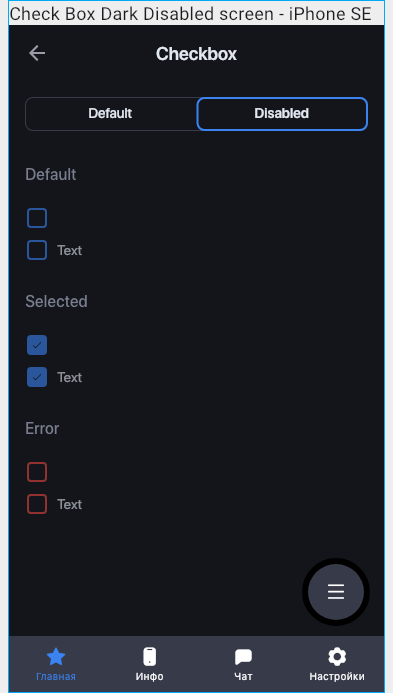 Check Box Dark Disabled screen - iPhone SE
Checkbox
Default Disabled
Default
Text
Selected
Text
Error
Text
Главная Инфо Чат Настройки